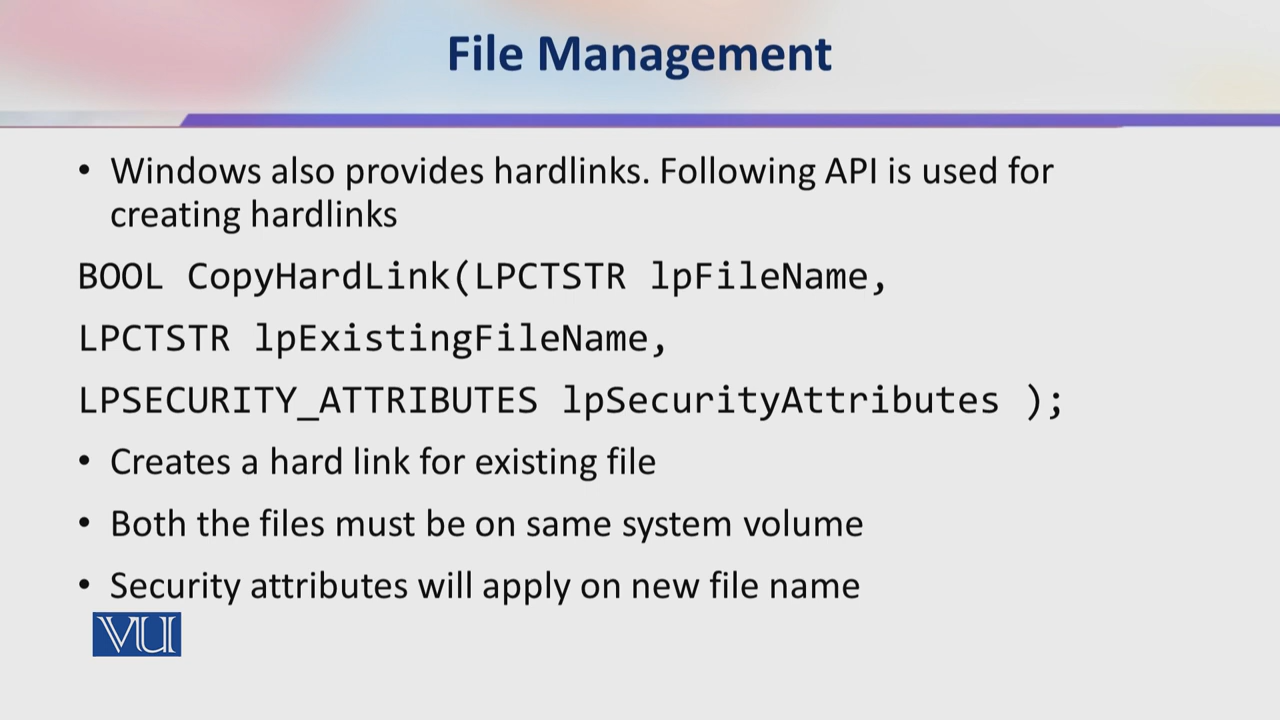 File Management
• Windows also provides hardlinks. Following API is used for
creating hardlinks
BOOL CopyHardLink(LPCTSTR lpFileName,
LPCTSTR lpExistingFileName,
LPSECURITY_ATTRIBUTES lpSecurityAttributes );
• Creates a hard link for existing file
• Both the files must be on same system volume
• Security attributes will apply on new file name
VU